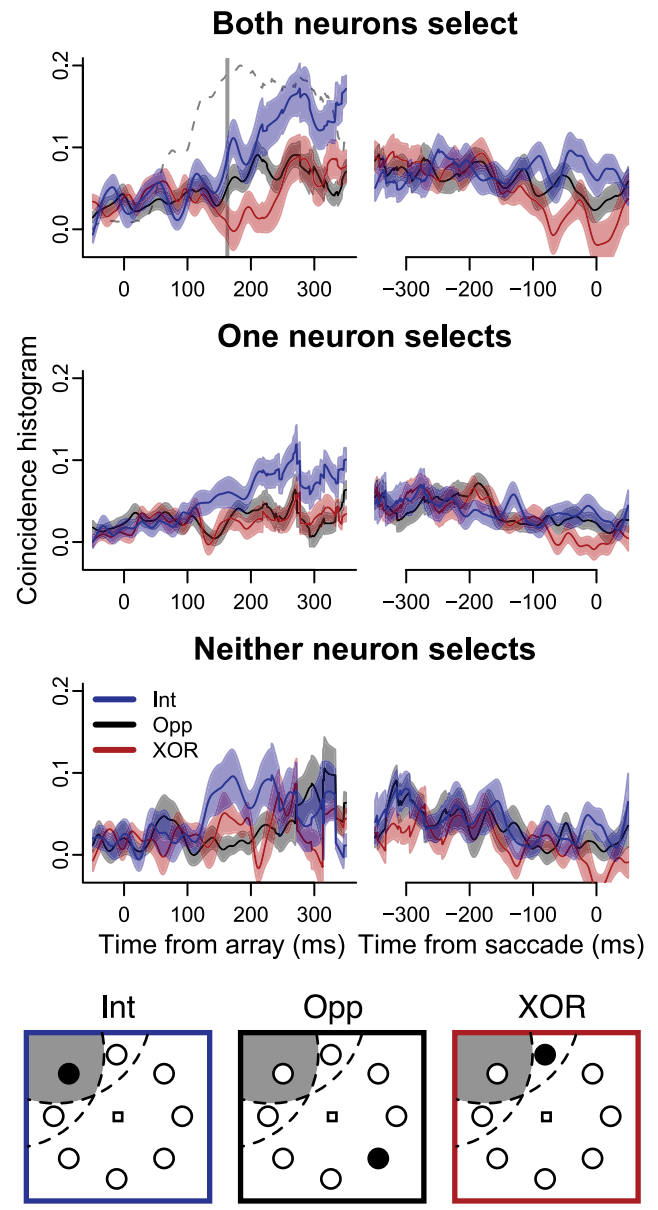 Both neurons select
0.2
0.1
0.0
0 100 200 300 −300 −200 −100 0
One neuron selects
0.2
0.1
0.0
Coincidence histogram
0 100 200 300 −300 −200 −100 0
Neither neuron selects
0.2
Int
Opp
XOR
0.1
0.0
0 100 200 300 −300 −200 −100 0
Time from array (ms) Time from saccade (ms)
Int Opp XOR